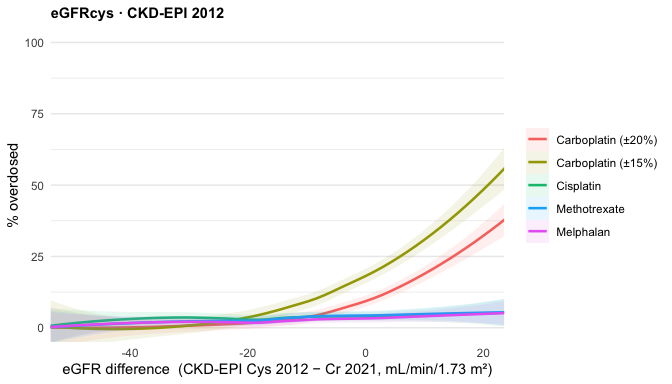 eGFRcys · CKD-EPI 2012
100
75
50
25
0
% overdosed
-40
-20
0
20
eGFR difference  (CKD-EPI Cys 2012 − Cr 2021, mL/min/1.73 m²)
Carboplatin (±20%)
Carboplatin (±15%)
Cisplatin
Methotrexate
Melphalan